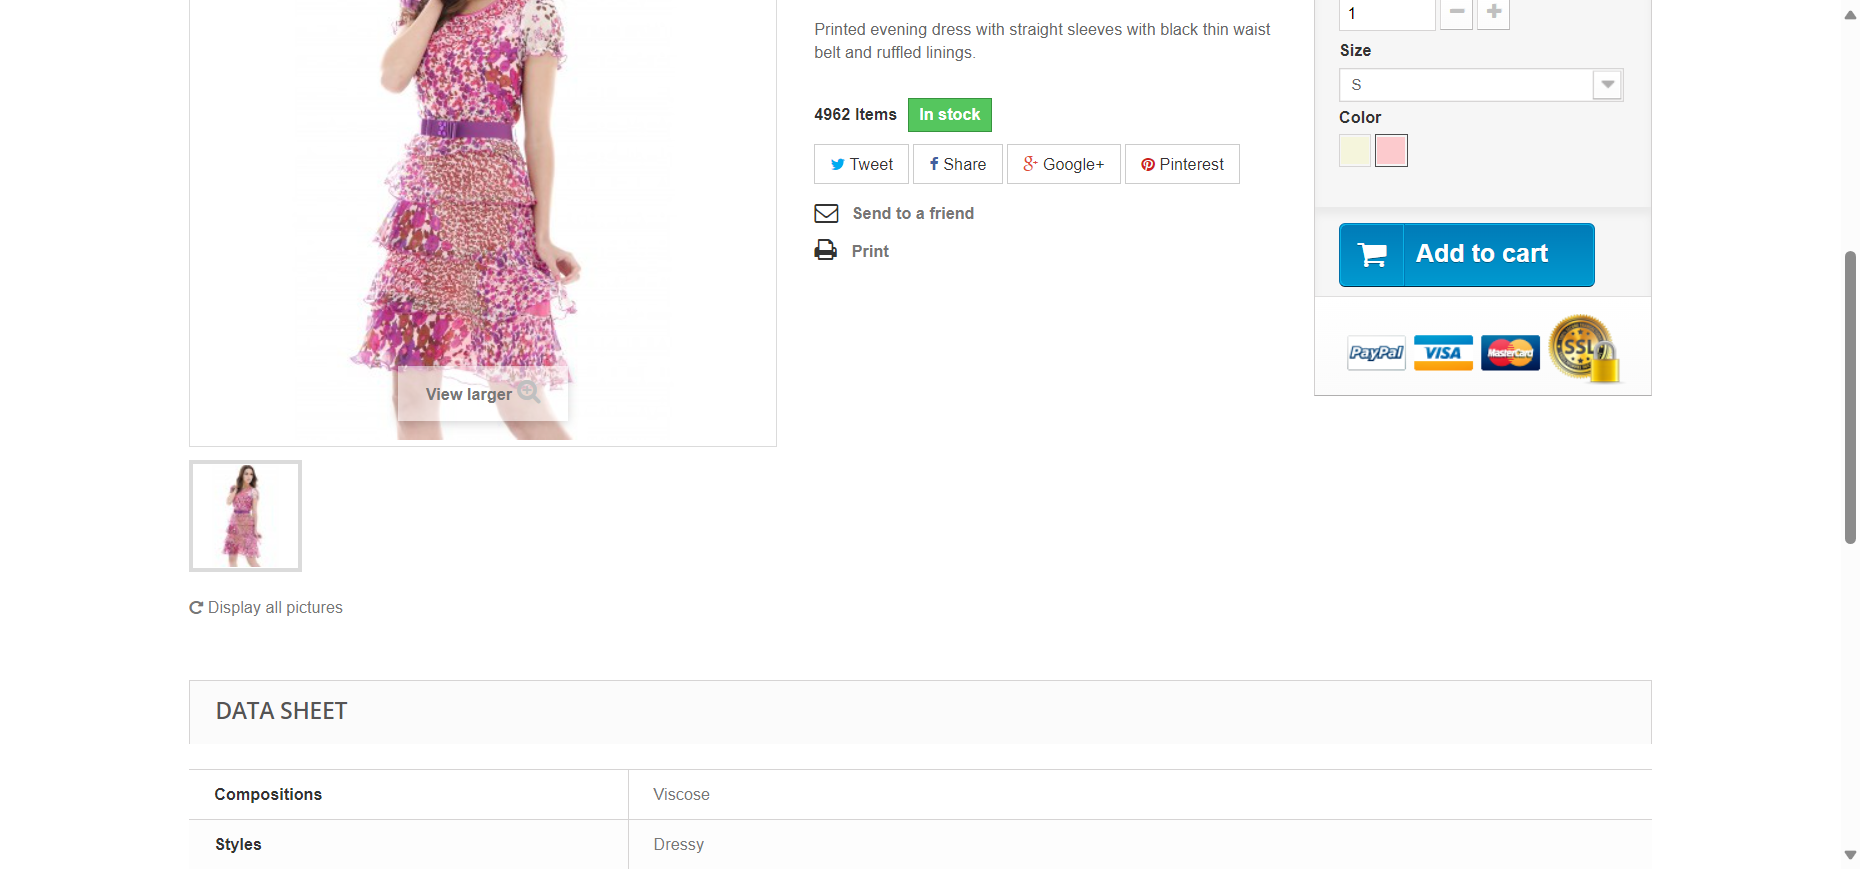 Printed evening dress with straight sleeves with black thin waist
belt and ruffled linings.
4962 Items In stock
Tweet Share Google+ Pinterest
Send to a friend
Print
1
Size
S
Color
Add to cart
PayPal VISA MasterCard SSL
View larger
Display all pictures
DATA SHEET
Compositions Viscose
Styles Dressy